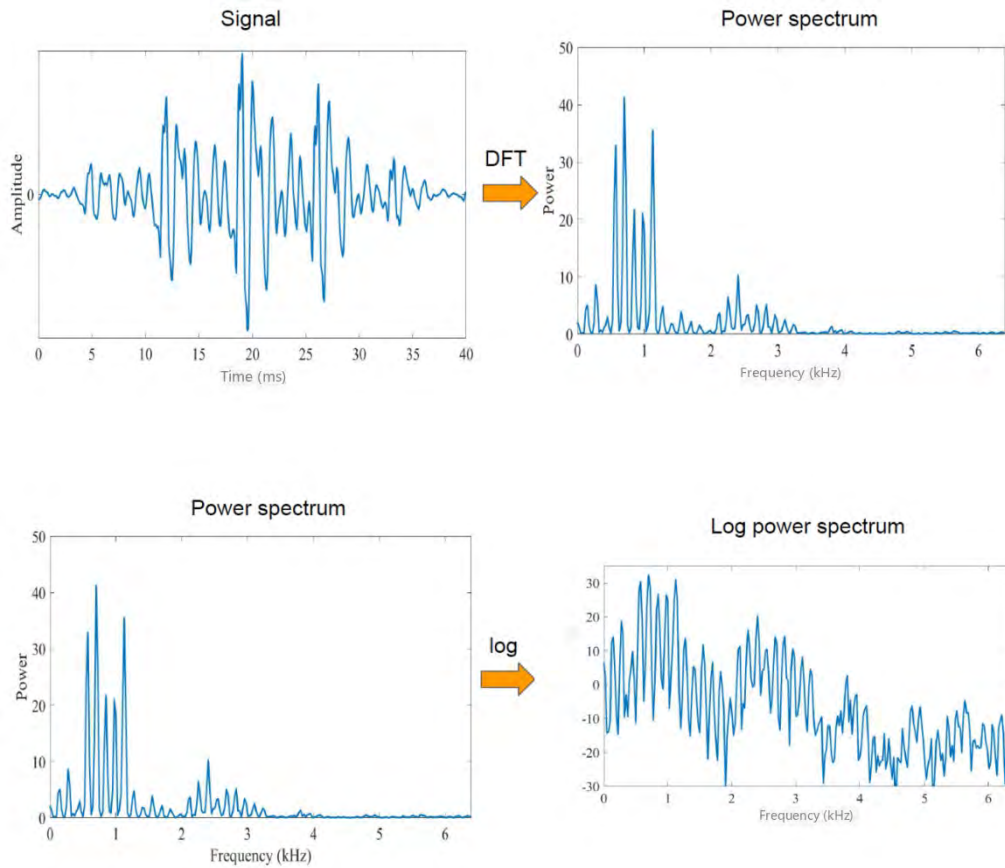 Signal
Amplitude
0
0 5 10 15 20 25 30 35 40
Time (ms)
DFT
Power spectrum
50
40
30
20
10
0
Power
0 1 2 3 4 5 6
Frequency (kHz)
Power spectrum
50
40
30
20
10
0
Power
0 1 2 3 4 5 6
Frequency (kHz)
log
Log power spectrum
30
20
10
0
-10
-20
-30
0 1 2 3 4 5 6
Frequency (kHz)